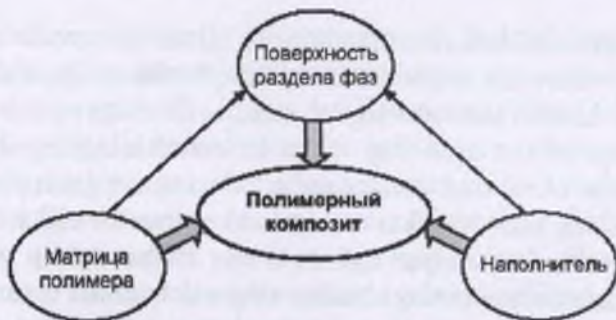 Поверхность
раздела фаз
Полимерный
композит
Матрица
полимера
Наполнитель